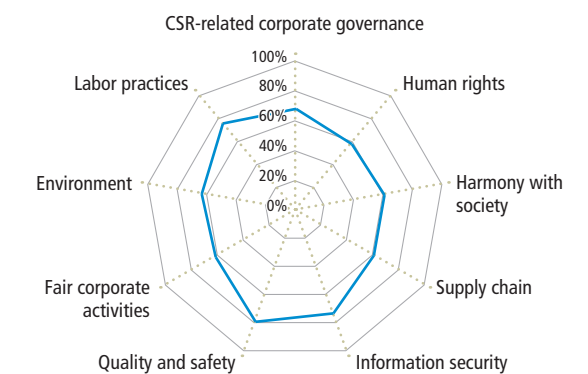 CSR-related corporate governance
100%
80%
60%
40%
20%
0%
Human rights
Harmony with
society
Supply chain
Information security
Quality and safety
Fair corporate
activities
Environment
Labor practices